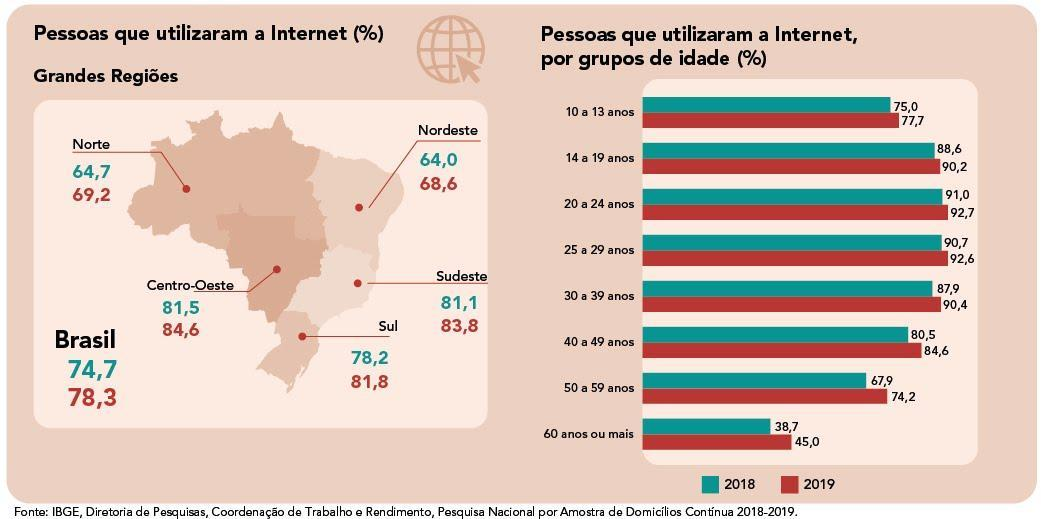 Pessoas que utilizaram a Internet (%)
Grandes Regiões
Norte
64,7
69,2
Nordeste
64,0
68,6
Centro-Oeste
81,5
84,6
Sudeste
81,1
83,8
Sul
78,2
81,8
Brasil
74,7
78,3
Pessoas que utilizaram a Internet,
por grupos de idade (%)
10 a 13 anos
75,0
77,7
14 a 19 anos
88,6
90,2
20 a 24 anos
91,0
92,7
25 a 29 anos
90,7
92,6
30 a 39 anos
87,9
90,4
40 a 49 anos
80,5
84,6
50 a 59 anos
67,9
74,2
60 anos ou mais
38,7
45,0
2018
2019
Fonte: IBGE, Diretoria de Pesquisas, Coordenação de Trabalho e Rendimento, Pesquisa Nacional por Amostra de Domicílios Contínua 2018-2019.